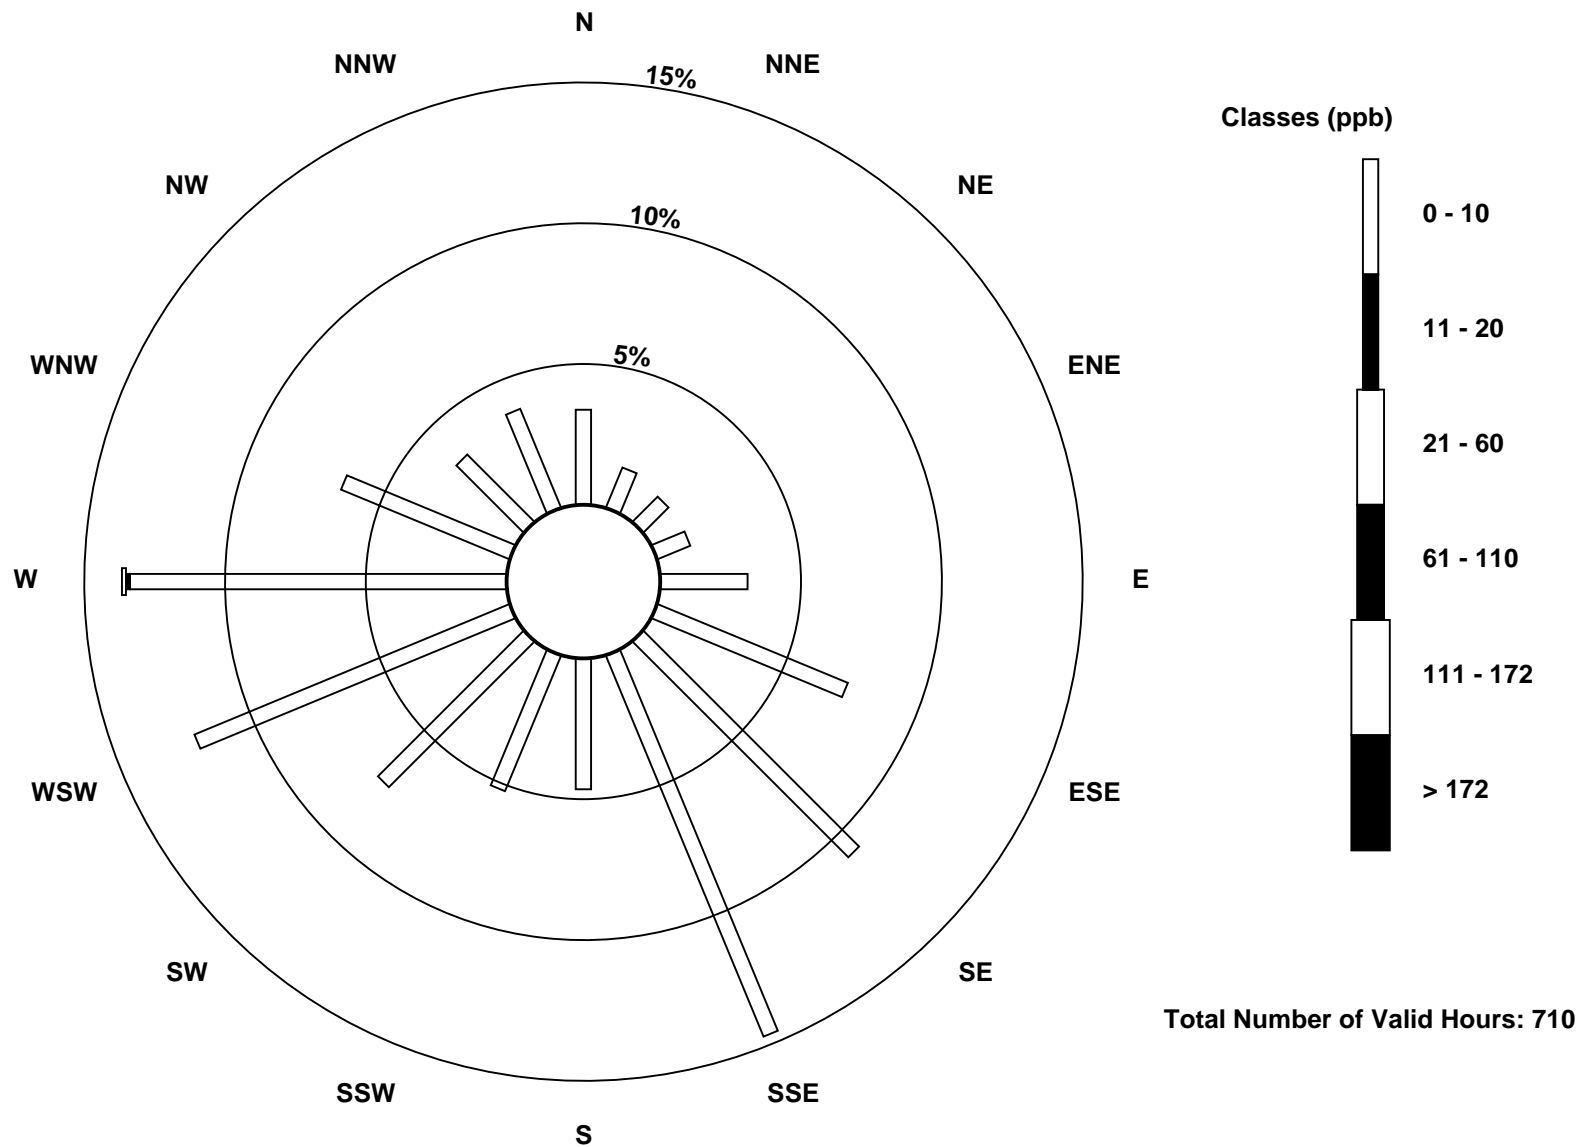 N
NNW
NNE
15%
Classes (ppb)
NW
NE
0 - 10
10%
11 - 20
5%
WNW
ENE
21 - 60
W
E
61 - 110
111 - 172
WSW
ESE
> 172
SW
SE
Total Number of Valid Hours: 710
SSW
SSE
S